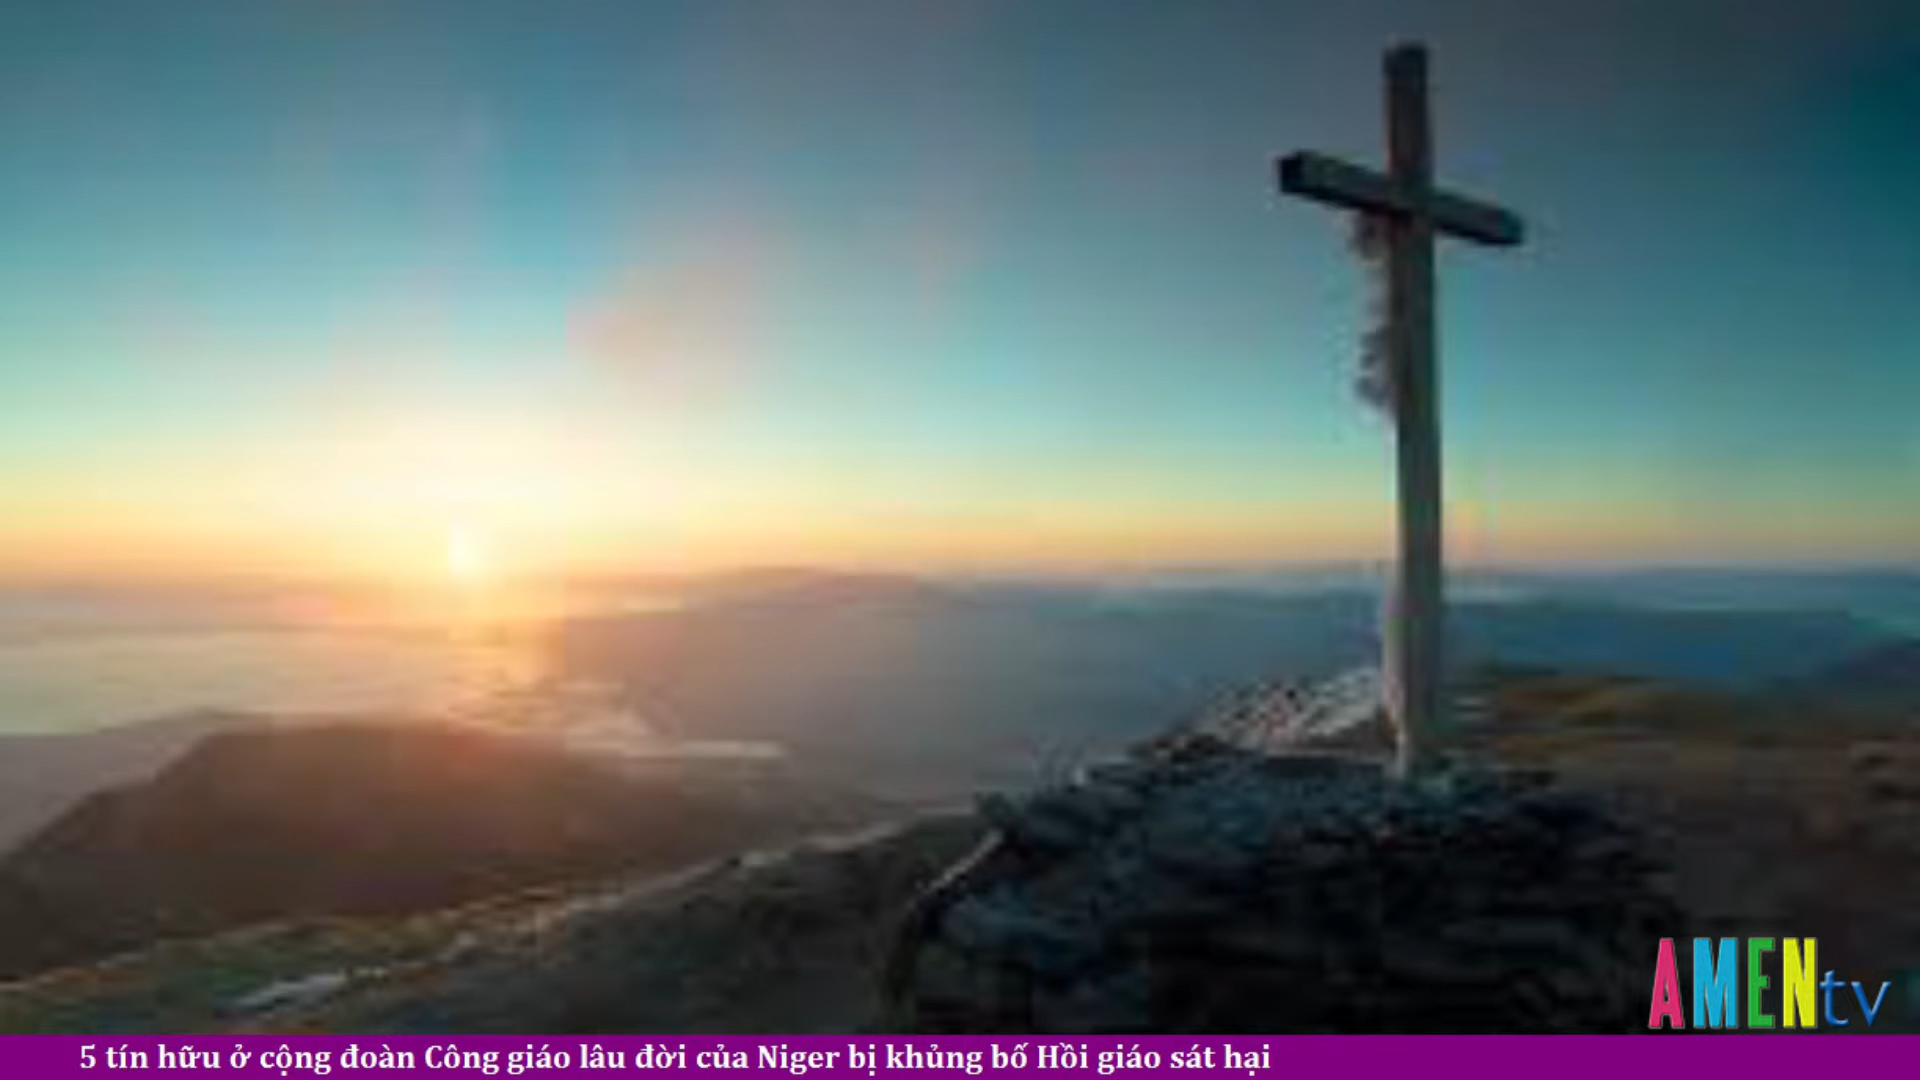 AMENtv
5 tín hữu ở cộng đoàn Công giáo lâu đời của Niger bị khủng bố Hồi giáo sát hại